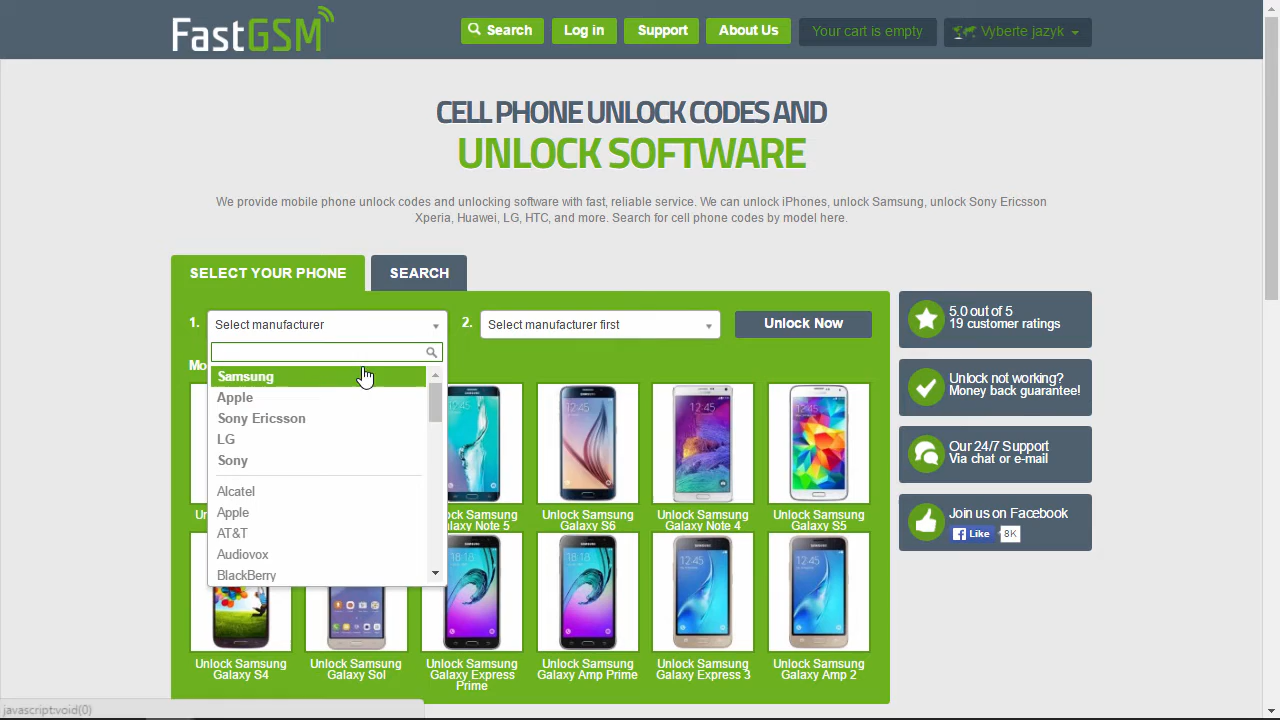 FastGSM
Search
Log in
Support
About Us
Your cart is empty
Vyberte jazyk
CELL PHONE UNLOCK CODES AND
UNLOCK SOFTWARE
We provide mobile phone unlock codes and unlocking software with fast, reliable service. We can unlock iPhones, unlock Samsung, unlock Sony Ericsson
Xperia, Huawei, LG, HTC, and more. Search for cell phone codes by model here.
SELECT YOUR PHONE
SEARCH
1.
Select manufacturer
2.
Select manufacturer first
Unlock Now
Samsung
Apple
Sony Ericsson
LG
Sony
Alcatel
Apple
AT&T
Audiovox
BlackBerry
Unlock Samsung
Galaxy S6
Unlock Samsung
Galaxy Note 4
Unlock Samsung
Galaxy S5
Samsung
Note 5
Unlock Samsung
Galaxy S4
Unlock Samsung
Galaxy Sol
Unlock Samsung
Galaxy Express
Prime
Unlock Samsung
Galaxy Amp Prime
Unlock Samsung
Galaxy Express 3
Unlock Samsung
Galaxy Amp 2
5.0 out of 5
19 customer ratings
Unlock not working?
Money back guarantee!
Our 24/7 Support
Via chat or e-mail
Join us on Facebook
Like
8K
javascript:void(0)